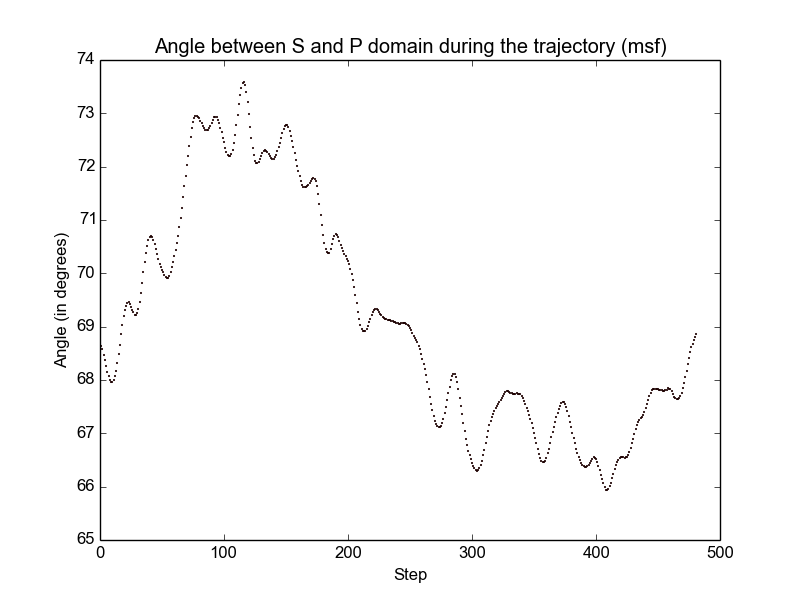 Angle between S and P domain during the trajectory (msf)
74
73
72
71
70
69
68
67
66
65
Angle (in degrees)
0 100 200 300 400 500
Step